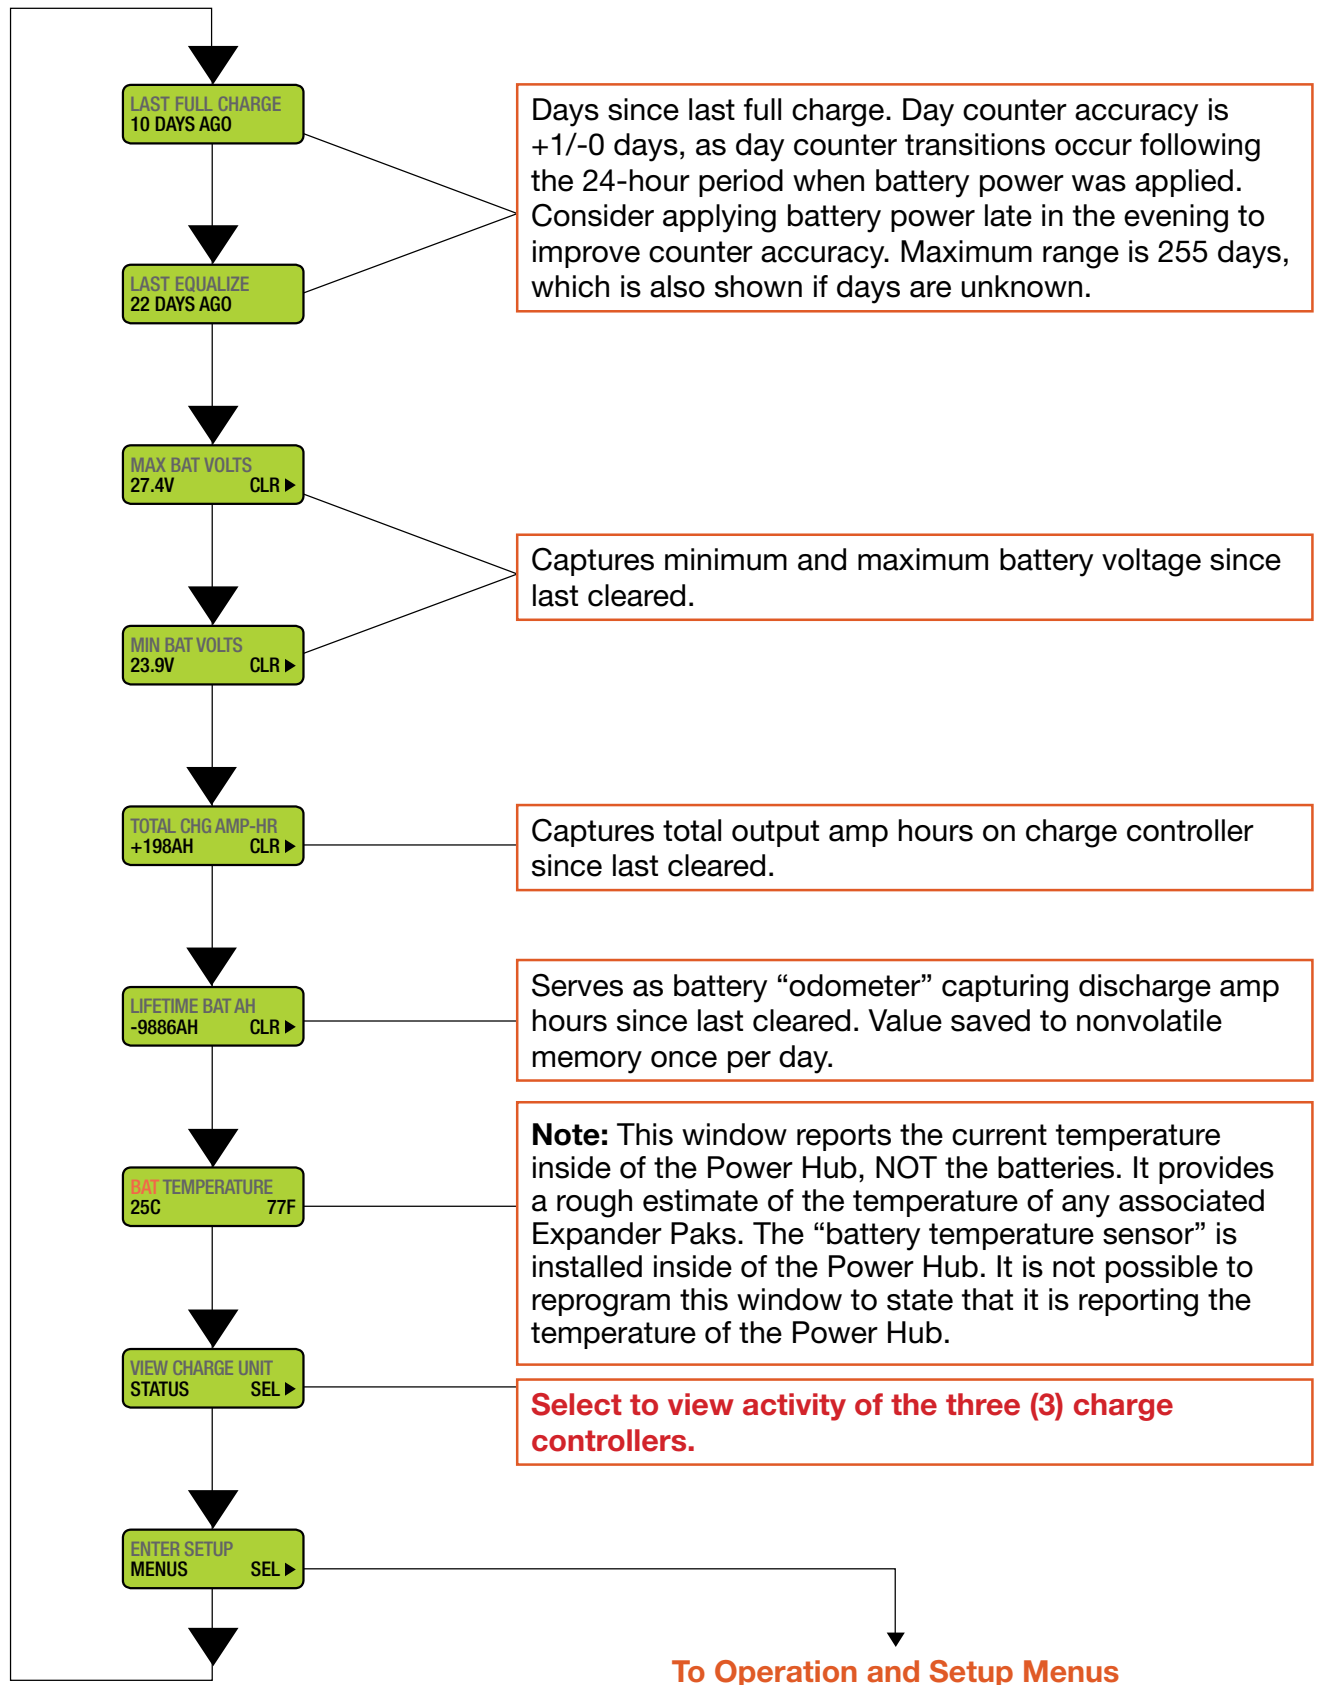 LAST FULL CHARGE
10 DAYS AGO
Days since last full charge. Day counter accuracy is
+1/-0 days, as day counter transitions occur following
the 24-hour period when battery power was applied.
Consider applying battery power late in the evening to
improve counter accuracy. Maximum range is 255 days,
which is also shown if days are unknown.
LAST EQUALIZE
22 DAYS AGO
MAX BAT VOLTS
27.4V CLR ▶
Captures minimum and maximum battery voltage since
last cleared.
MIN BAT VOLTS
23.9V CLR ▶
TOTAL CHG AMP-HR
+198AH CLR ▶
Captures total output amp hours on charge controller
since last cleared.
LIFETIME BAT AH
-9886AH CLR ▶
Serves as battery “odometer” capturing discharge amp
hours since last cleared. Value saved to nonvolatile
memory once per day.
BAT TEMPERATURE
25C 77F
Note: This window reports the current temperature
inside of the Power Hub, NOT the batteries. It provides
a rough estimate of the temperature of any associated
Expander Paks. The “battery temperature sensor” is
installed inside of the Power Hub. It is not possible to
reprogram this window to state that it is reporting the
temperature of the Power Hub.
VIEW CHARGE UNIT
STATUS SEL ▶
Select to view activity of the three (3) charge
controllers.
ENTER SETUP
MENUS SEL ▶
To Operation and Setup Menus